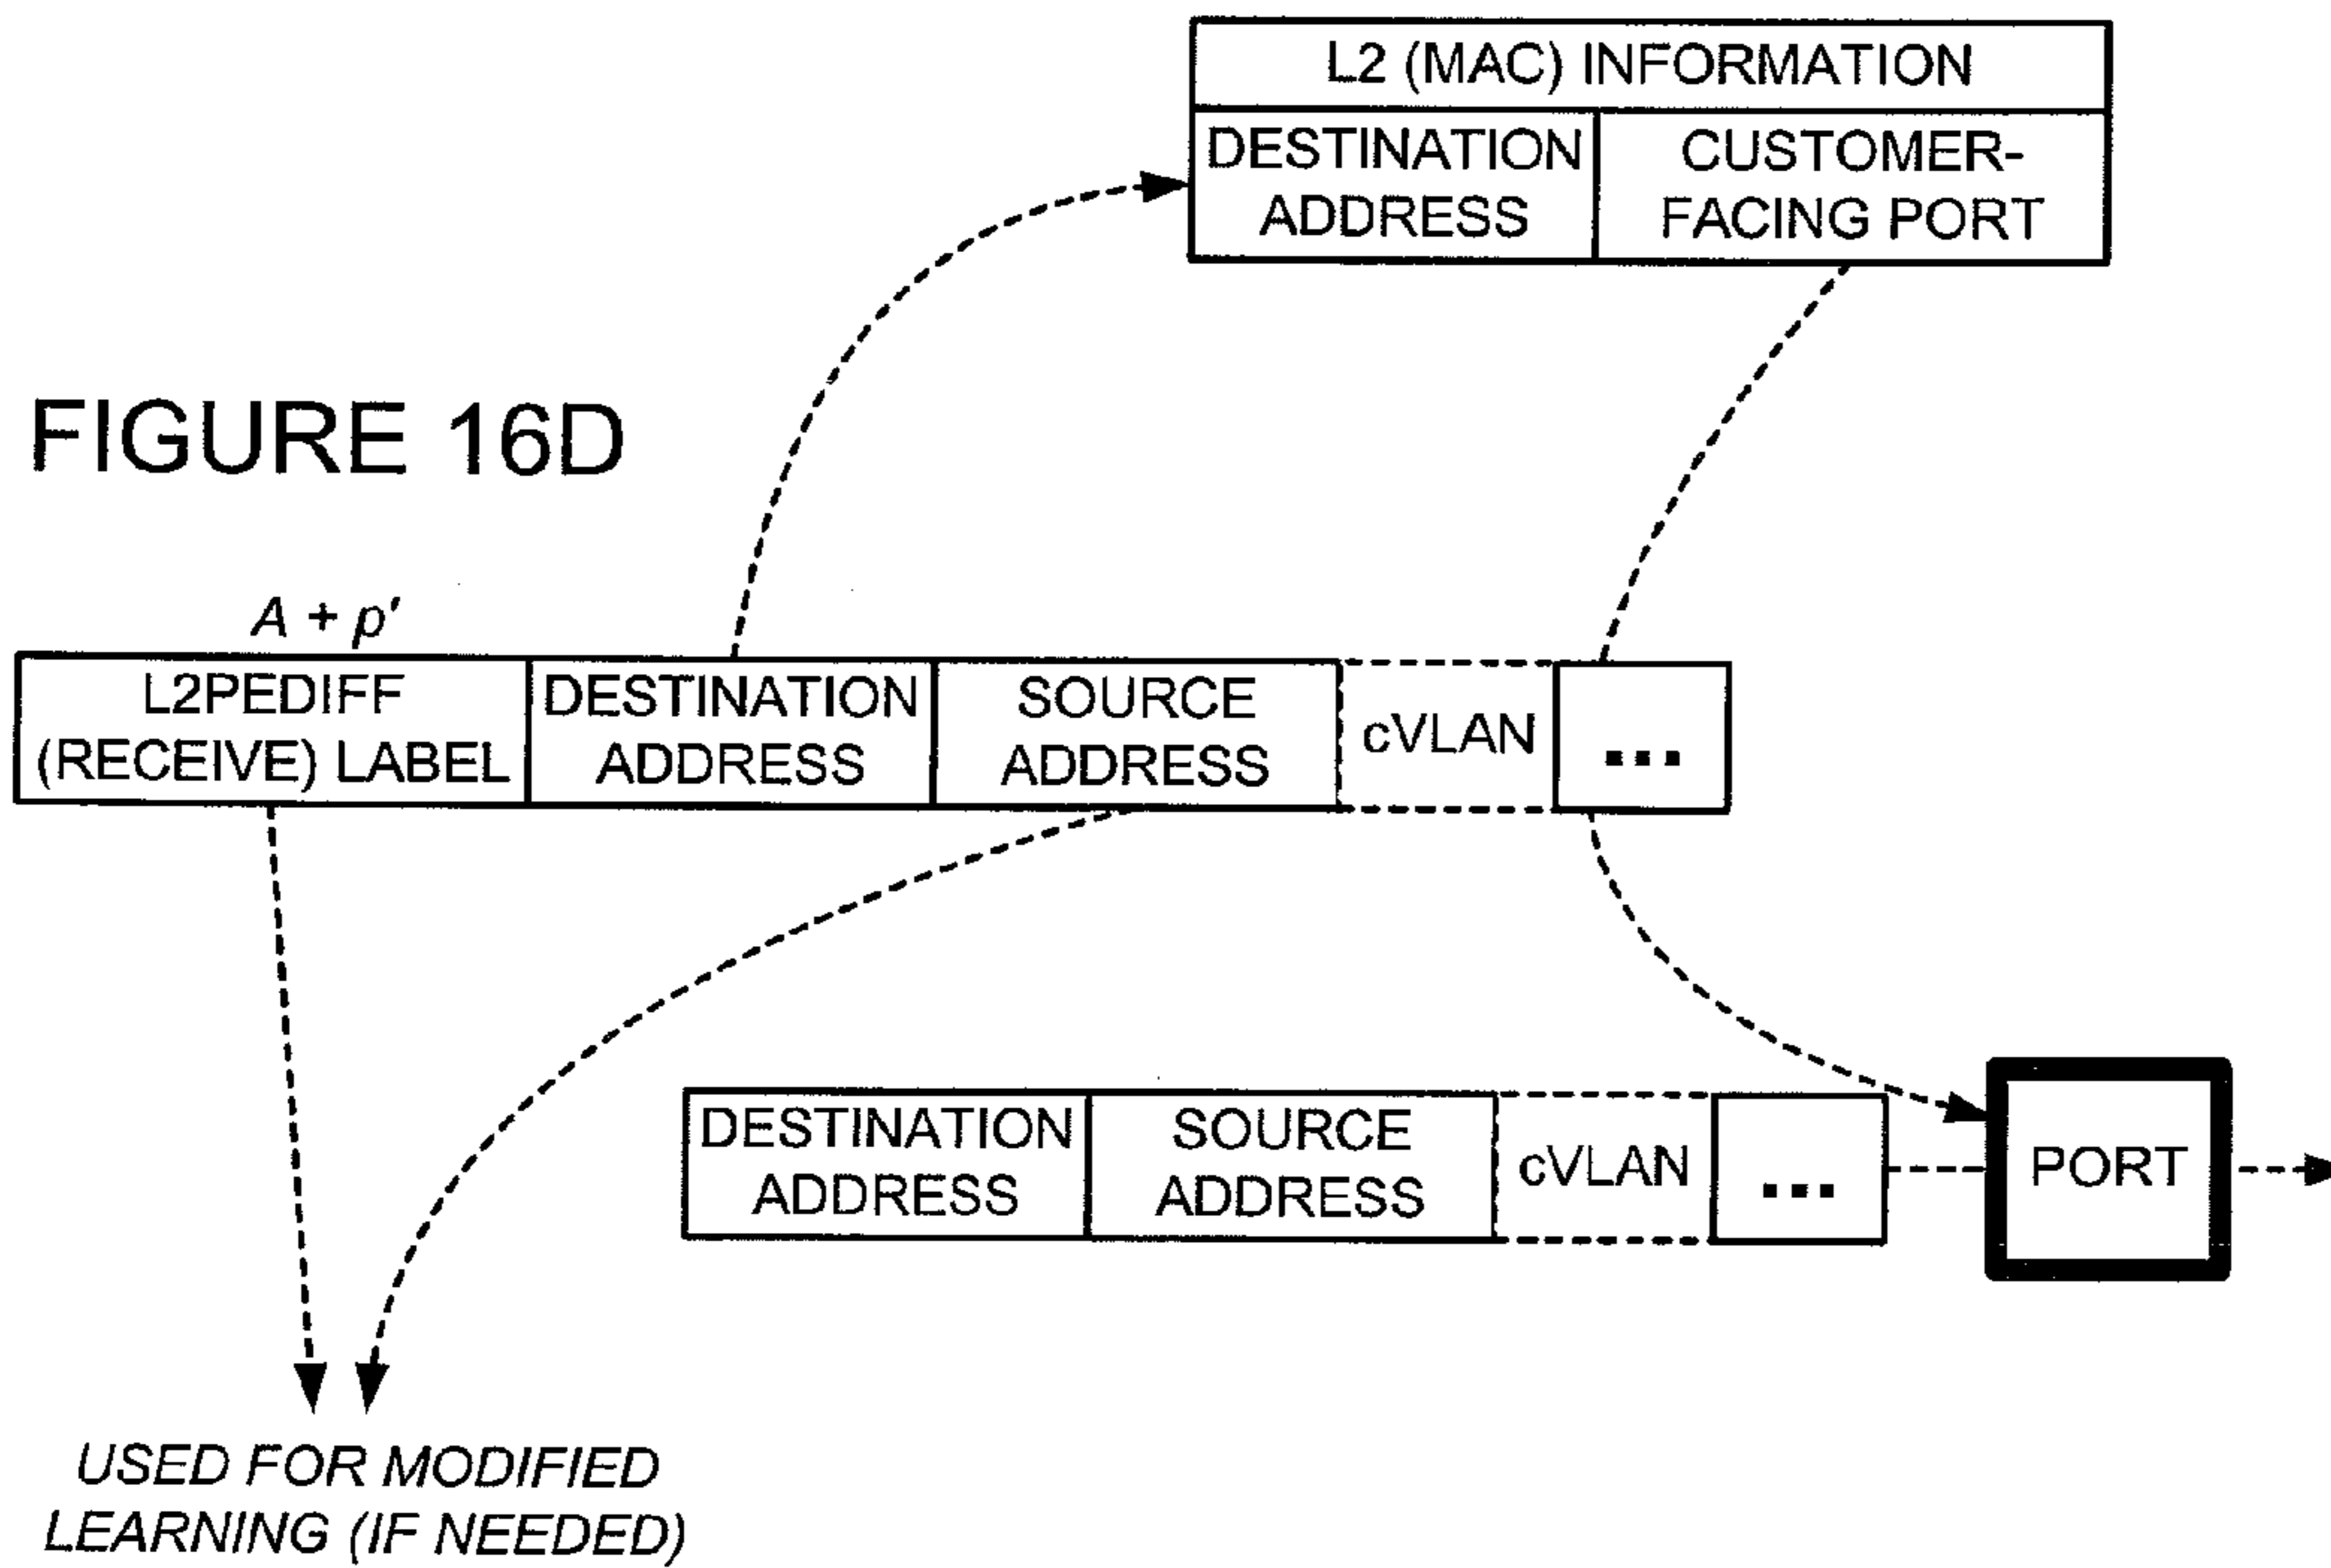 L2 (MAC) INFORMATION
DESTINATION ADDRESS
CUSTOMER-FACING PORT
FIGURE 16D
A + p'
L2PEDIFF
(RECEIVE) LABEL
DESTINATION
ADDRESS
SOURCE
ADDRESS
cVLAN
...
DESTINATION
ADDRESS
SOURCE
ADDRESS
cVLAN
...
PORT
USED FOR MODIFIED
LEARNING (IF NEEDED)